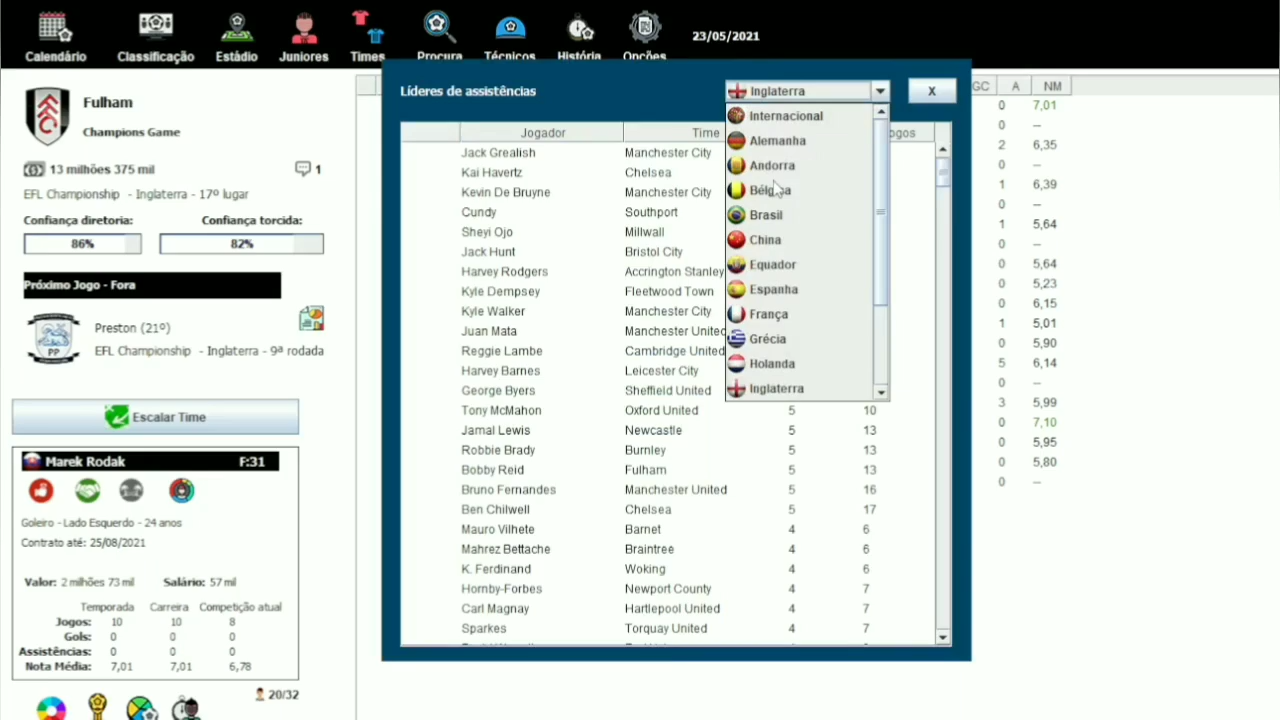 Calendário Classificação Estádio Juniores Times Procura Técnicos História Opções 23/05/2021
Fulham
Champions Game
13 milhões 375 mil 1
EFL Championship - Inglaterra - 17º lugar
Confiança diretoria: Confiança torcida:
86% 82%
Próximo Jogo - Fora
Preston (21º)
EFL Championship - Inglaterra - 9ª rodada
PP
Escalar Time
Marek Rodak F:31
Goleiro - Lado Esquerdo - 24 anos
Contrato até: 25/08/2021
Valor: 2 milhões 73 mil Salário: 57 mil
Temporada Carreira Competição atual
Jogos: 10 10 8
Gols: 0 0 0
Assistências: 0 0 0
Nota Média: 7,01 7,01 6,78
20/32
Líderes de assistências Inglaterra X
Jogador Time ogos
Jack Grealish Manchester City
Kai Havertz Chelsea
Kevin De Bruyne Manchester City
Cundy Southport
Sheyi Ojo Millwall
Jack Hunt Bristol City
Harvey Rodgers Accrington Stanley
Kyle Dempsey Fleetwood Town
Kyle Walker Manchester City
Juan Mata Manchester Unitec
Reggie Lambe Cambridge United
Harvey Barnes Leicester City
George Byers Sheffield United
Tony McMahon Oxford United 5 10
Jamal Lewis Newcastle 5 13
Robbie Brady Burnley 5 13
Bobby Reid Fulham 5 13
Bruno Fernandes Manchester United 5 16
Ben Chilwell Chelsea 5 17
Mauro Vilhete Barnet 4 6
Mahrez Bettache Braintree 4 6
K. Ferdinand Woking 4 6
Hornby-Forbes Newport County 4 7
Carl Magnay Hartlepool United 4 7
Sparkes Torquay United 4 7
Internacional
Alemanha
Andorra
Bélgica
Brasil
China
Equador
Espanha
França
Grécia
Holanda
Inglaterra
GC A NM
0 7,01
0 --
2 6,35
0 --
1 6,39
0 --
1 5,64
0 --
0 5,64
0 5,23
0 6,15
1 5,01
0 5,90
5 6,14
0 --
3 5,99
0 7,10
0 5,95
0 5,80
0 --